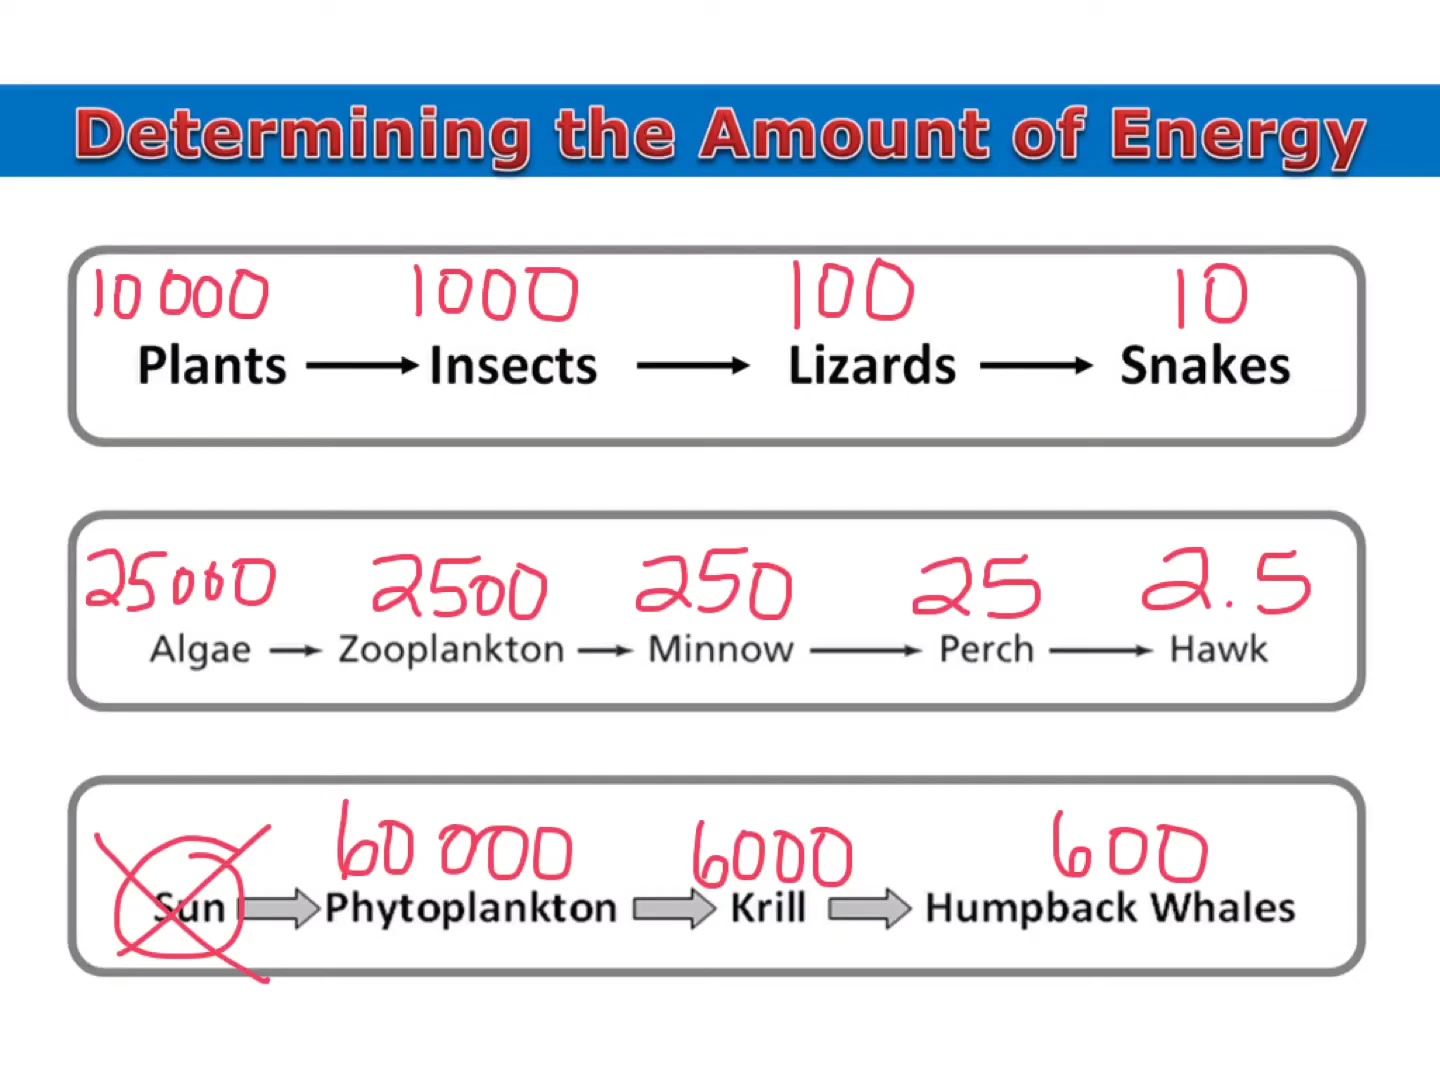 Determining the Amount of Energy
10 000 1000 100 10
Plants Insects Lizards Snakes
25000 2500 250 25 2.5
Algae Zooplankton Minnow Perch Hawk
60 000 6000 600
Sun Phytoplankton Krill Humpback Whales